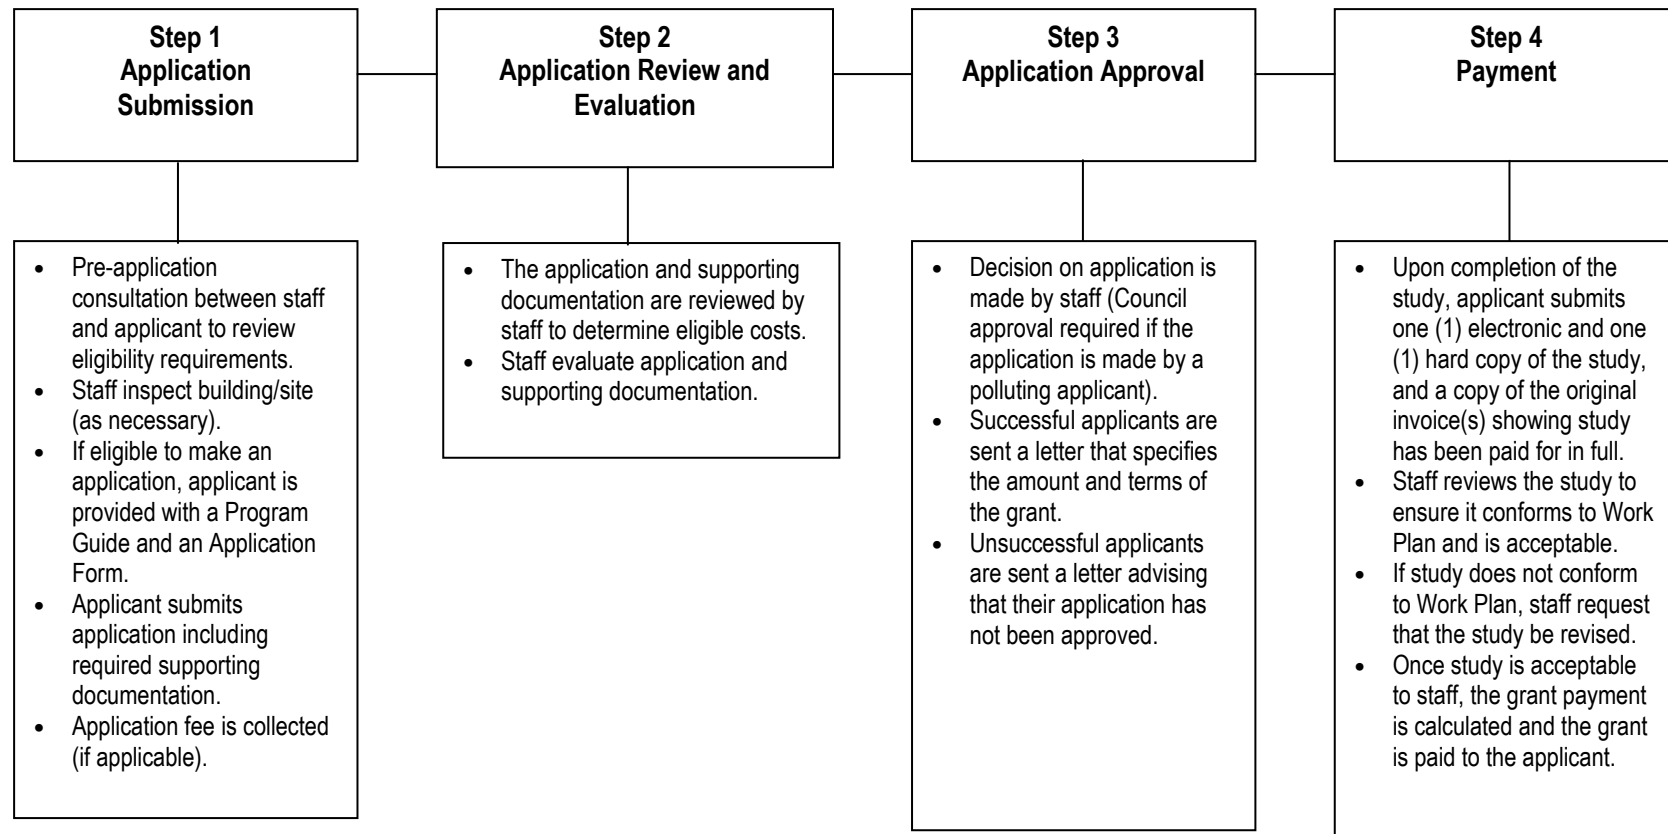 Step 1
Application
Submission
Step 2
Application Review and
Evaluation
Step 3
Application Approval
Step 4
Payment
• Pre-application
consultation between staff
and applicant to review
eligibility requirements.
• Staff inspect building/site
(as necessary).
• If eligible to make an
application, applicant is
provided with a Program
Guide and an Application
Form.
• Applicant submits
application including
required supporting
documentation.
• Application fee is collected
(if applicable).
• The application and supporting
documentation are reviewed by
staff to determine eligible costs.
• Staff evaluate application and
supporting documentation.
• Decision on application is
made by staff (Council
approval required if the
application is made by a
polluting applicant).
• Successful applicants are
sent a letter that specifies
the amount and terms of
the grant.
• Unsuccessful applicants
are sent a letter advising
that their application has
not been approved.
• Upon completion of the
study, applicant submits
one (1) electronic and one
(1) hard copy of the study,
and a copy of the original
invoice(s) showing study
has been paid for in full.
• Staff reviews the study to
ensure it conforms to Work
Plan and is acceptable.
• If study does not conform
to Work Plan, staff request
that the study be revised.
• Once study is acceptable
to staff, the grant payment
is calculated and the grant
is paid to the applicant.